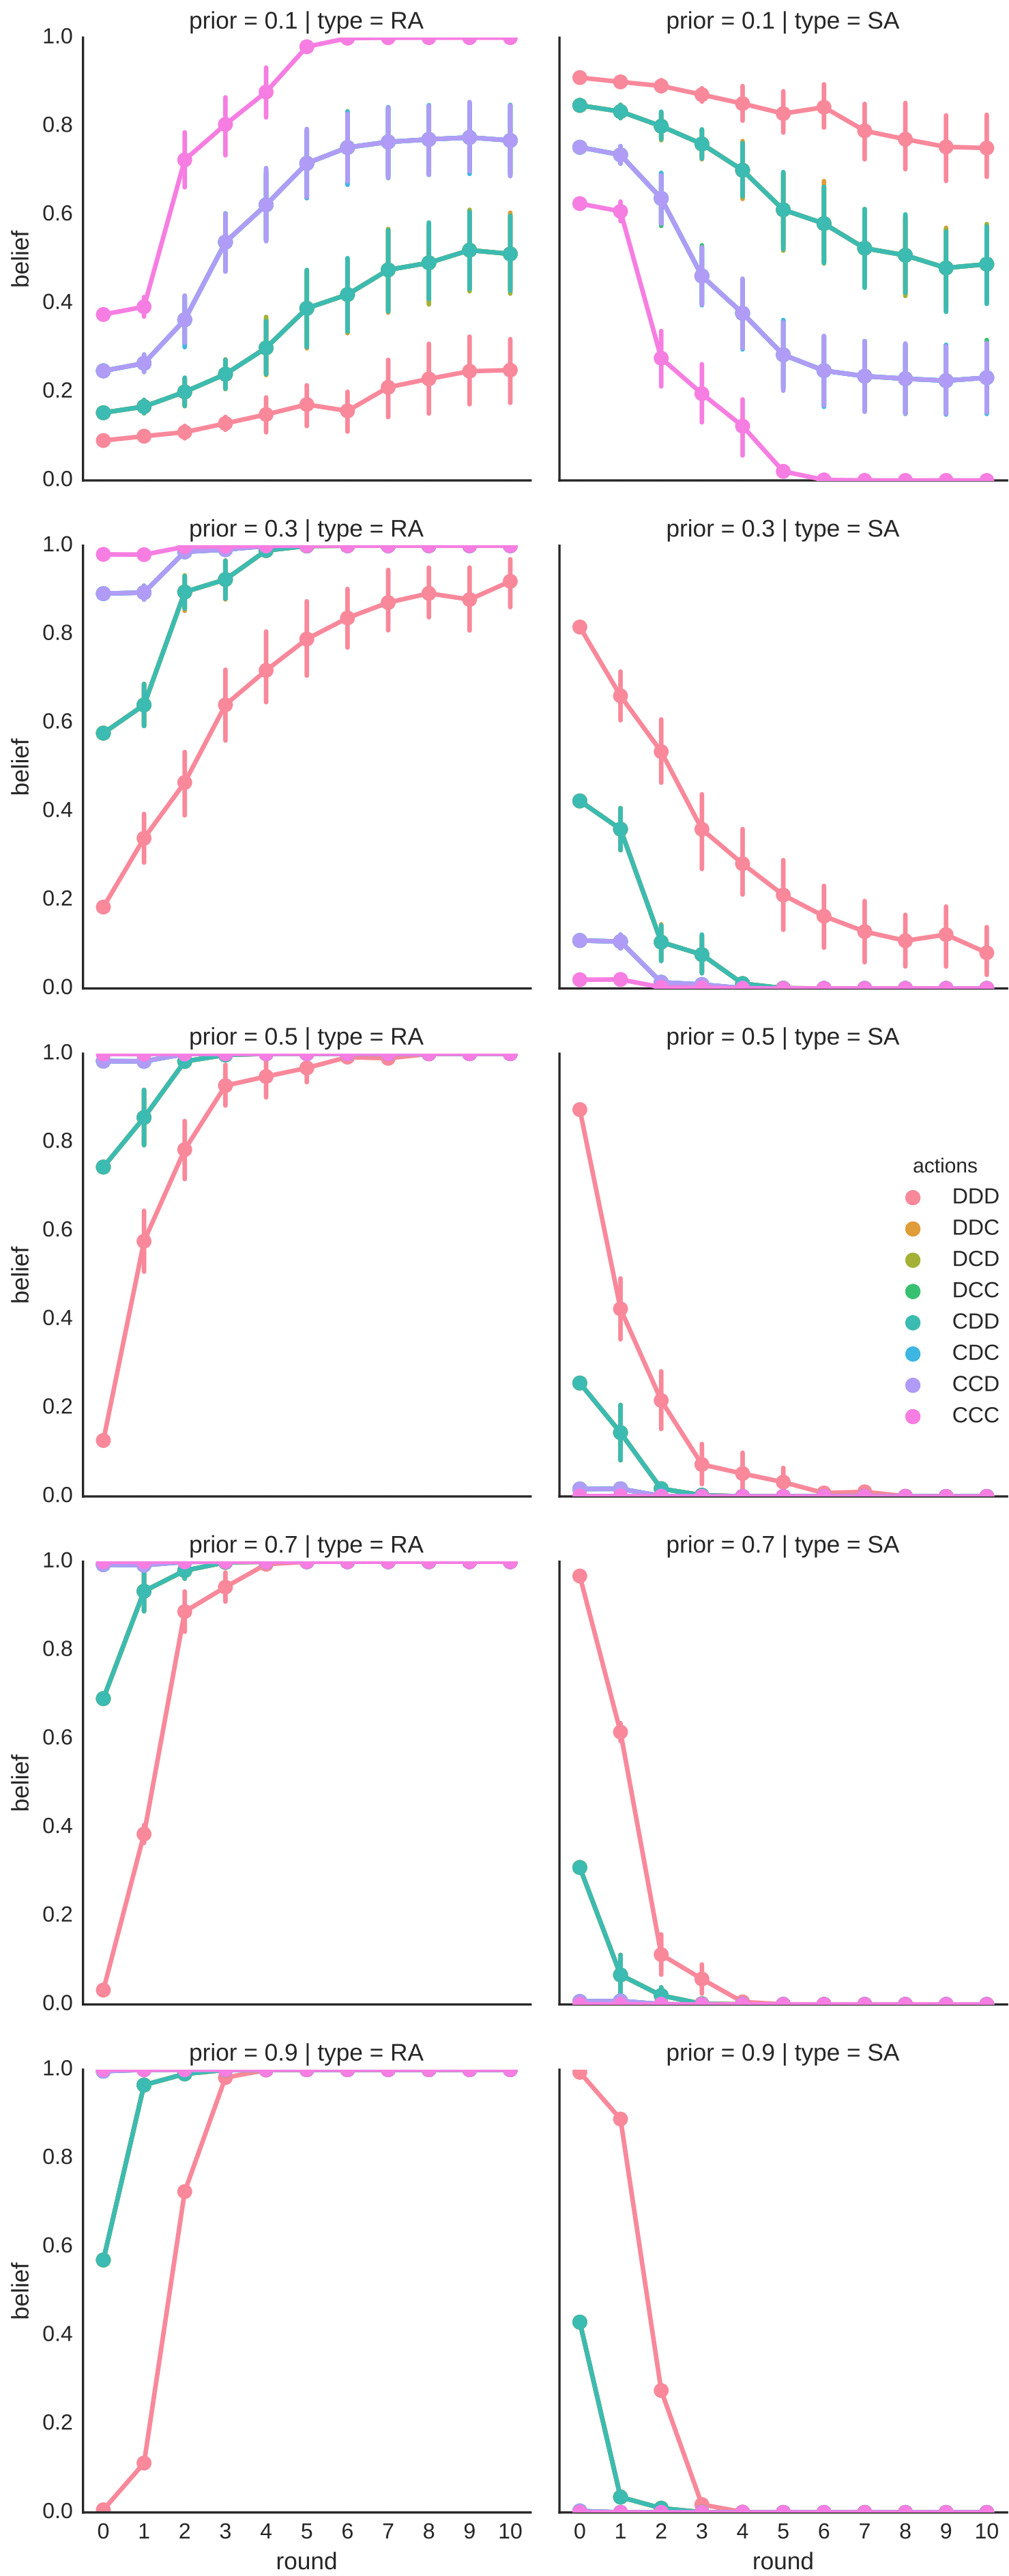 prior = 0.1 | type = RA
prior = 0.1 | type = SA
1.0
0.8
0.6
0.4
0.2
0.0
belief
prior = 0.3 | type = RA
prior = 0.3 | type = SA
1.0
0.8
0.6
0.4
0.2
0.0
belief
prior = 0.5 | type = RA
prior = 0.5 | type = SA
1.0
0.8
0.6
0.4
0.2
0.0
belief
actions
DDD
DDC
DCD
DCC
CDD
CDC
CCD
CCC
prior = 0.7 | type = RA
prior = 0.7 | type = SA
1.0
0.8
0.6
0.4
0.2
0.0
belief
prior = 0.9 | type = RA
prior = 0.9 | type = SA
1.0
0.8
0.6
0.4
0.2
0.0
belief
0 1 2 3 4 5 6 7 8 9 10
0 1 2 3 4 5 6 7 8 9 10
round
round